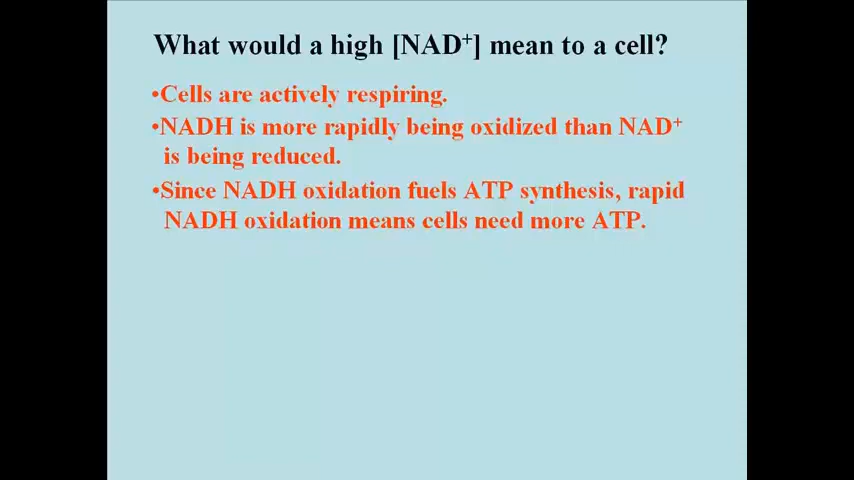 What would a high [NAD⁺] mean to a cell?
•Cells are actively respiring.
•NADH is more rapidly being oxidized than NAD⁺
is being reduced.
•Since NADH oxidation fuels ATP synthesis, rapid
NADH oxidation means cells need more ATP.